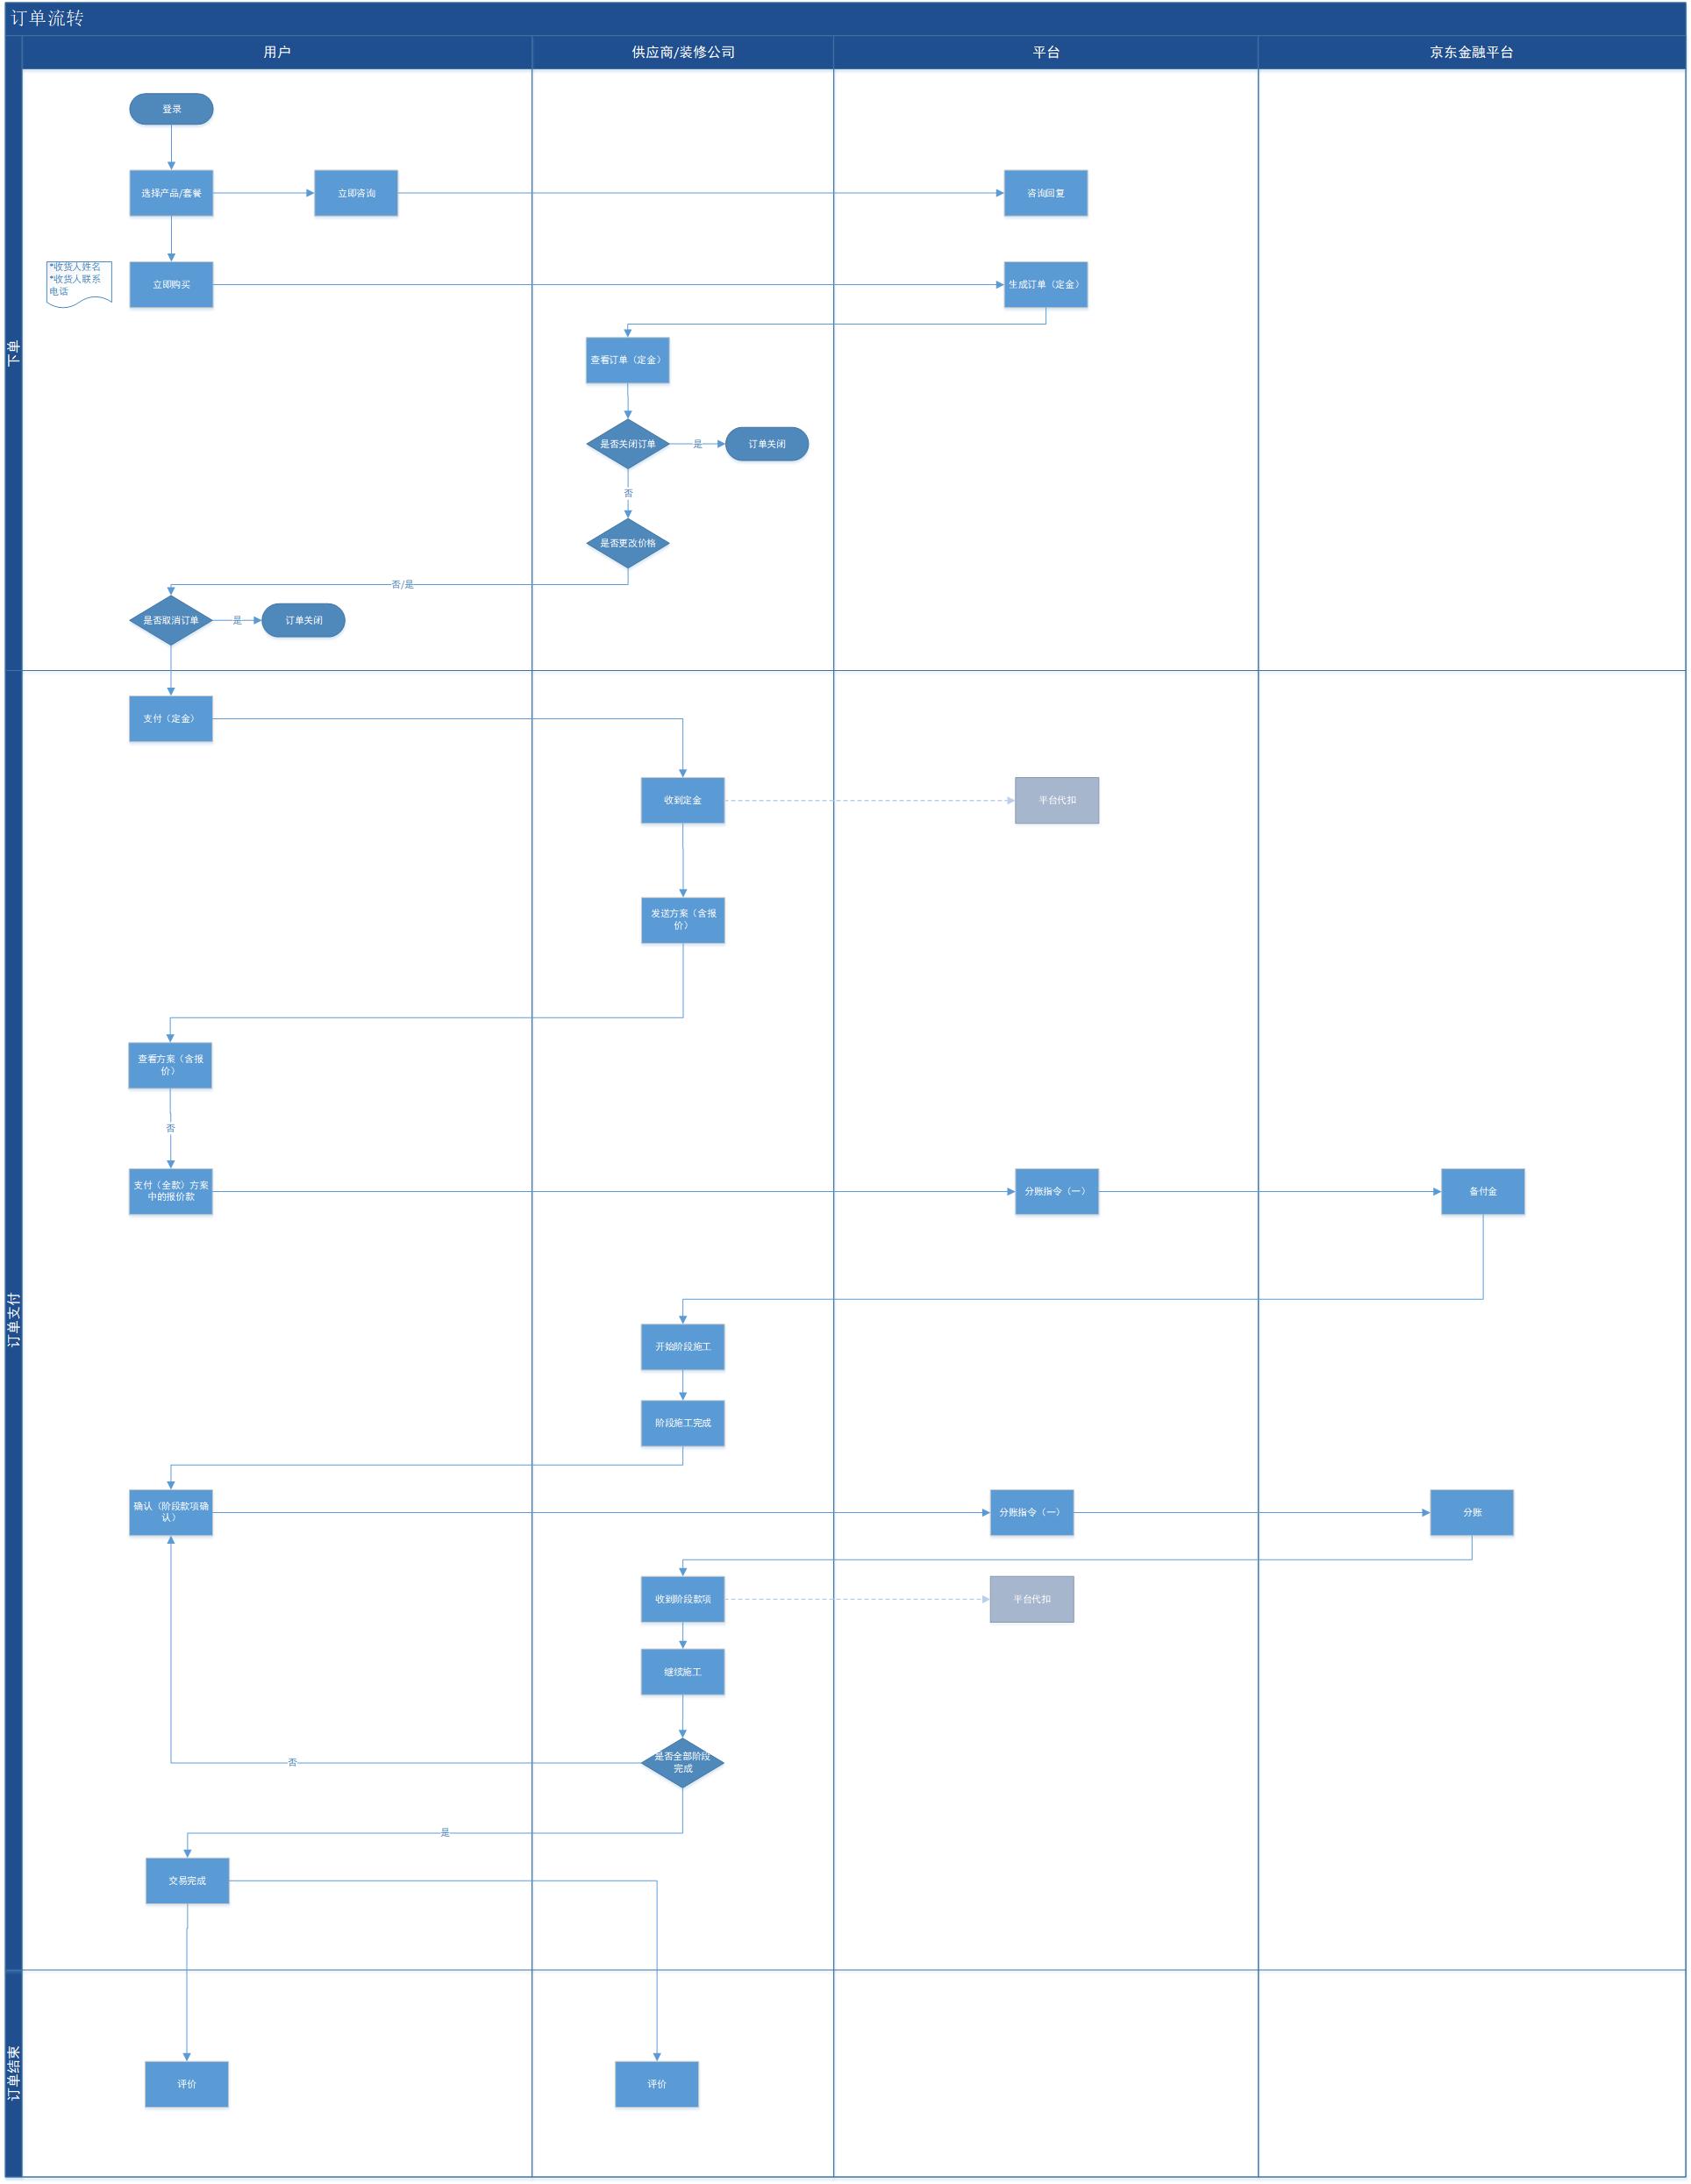 订单流转
用户
供应商/装修公司
平台
京东金融平台
下单
登录
选择产品/套餐
立即咨询
咨询回复
*收货人姓名
*收货人联系
电话
立即购买
生成订单（定金）
查看订单（定金）
是否关闭订单
是
订单关闭
否
是否更改价格
否/是
是否取消订单
是
订单关闭
订单支付
支付（定金）
收到定金
平台代扣
发送方案（含报
价）
查看方案（含报
价）
否
支付（全款）方案
中的报价款
分账指令（一）
备付金
开始阶段施工
阶段施工完成
确认（阶段款项确
认）
分账指令（一）
分账
收到阶段款项
平台代扣
继续施工
是否全部阶段
完成
否
是
交易完成
订单结束
评价
评价